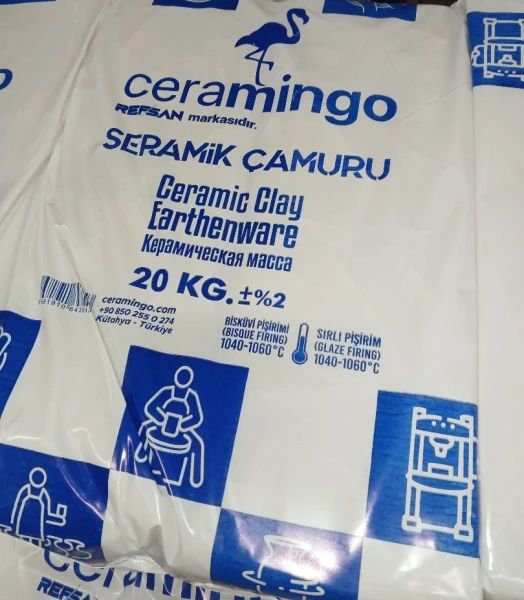 ceramingo
REFSAN markasıdır.
SERAMİK ÇAMURU
Ceramic Clay
Earthenware
Керамическая масса
20 KG. ±%2
ceramingo.com
+90 850 255 0 274
Kütahya - Türkiye
BİSKÜVİ PİŞİRİMİ
(BISQUE FIRING)
1040-1060°C
SIRLI PİŞİRİM
(GLAZE FIRING)
1040-1060°C
ceramingo
REFSAN